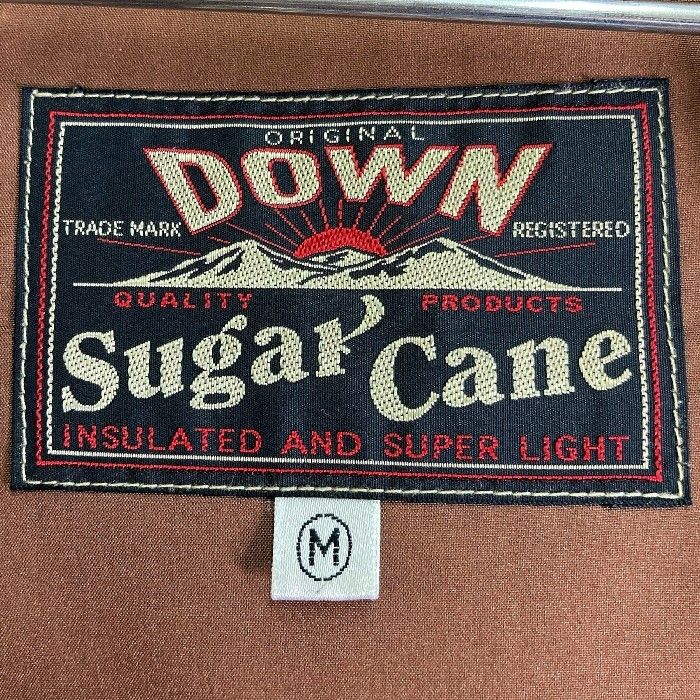 ORIGINAL
DOWN
TRADE MARK REGISTERED
QUALITY PRODUCTS
Sugar Cane
INSULATED AND SUPER LIGHT
M